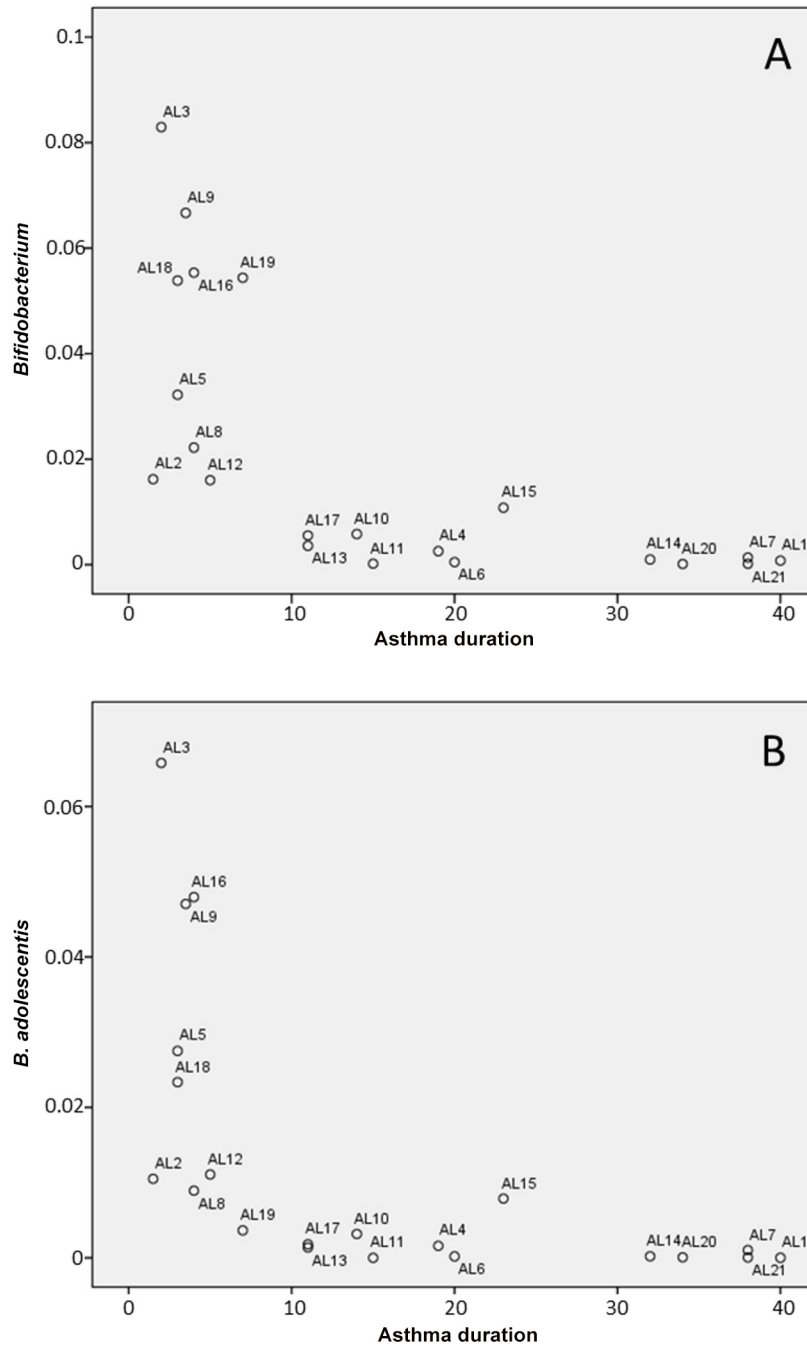 A
0.1
AL3
0.08
AL9
0.06
AL18
AL16
AL19
Bifidobacterium
0.04
AL5
AL8
0.02
AL2
AL12
AL15
AL17
AL10
AL4
AL13
AL11
AL6
AL14
AL20
AL7
AL1
AL21
0
0
10
20
30
40
Asthma duration
B
AL3
0.06
AL16
AL9
0.04
B. adolescentis
AL5
AL18
0.02
AL2
AL12
AL8
AL15
AL19
AL17
AL10
AL4
AL13
AL11
AL6
AL14
AL20
AL7
AL1
AL21
0
0
10
20
30
40
Asthma duration